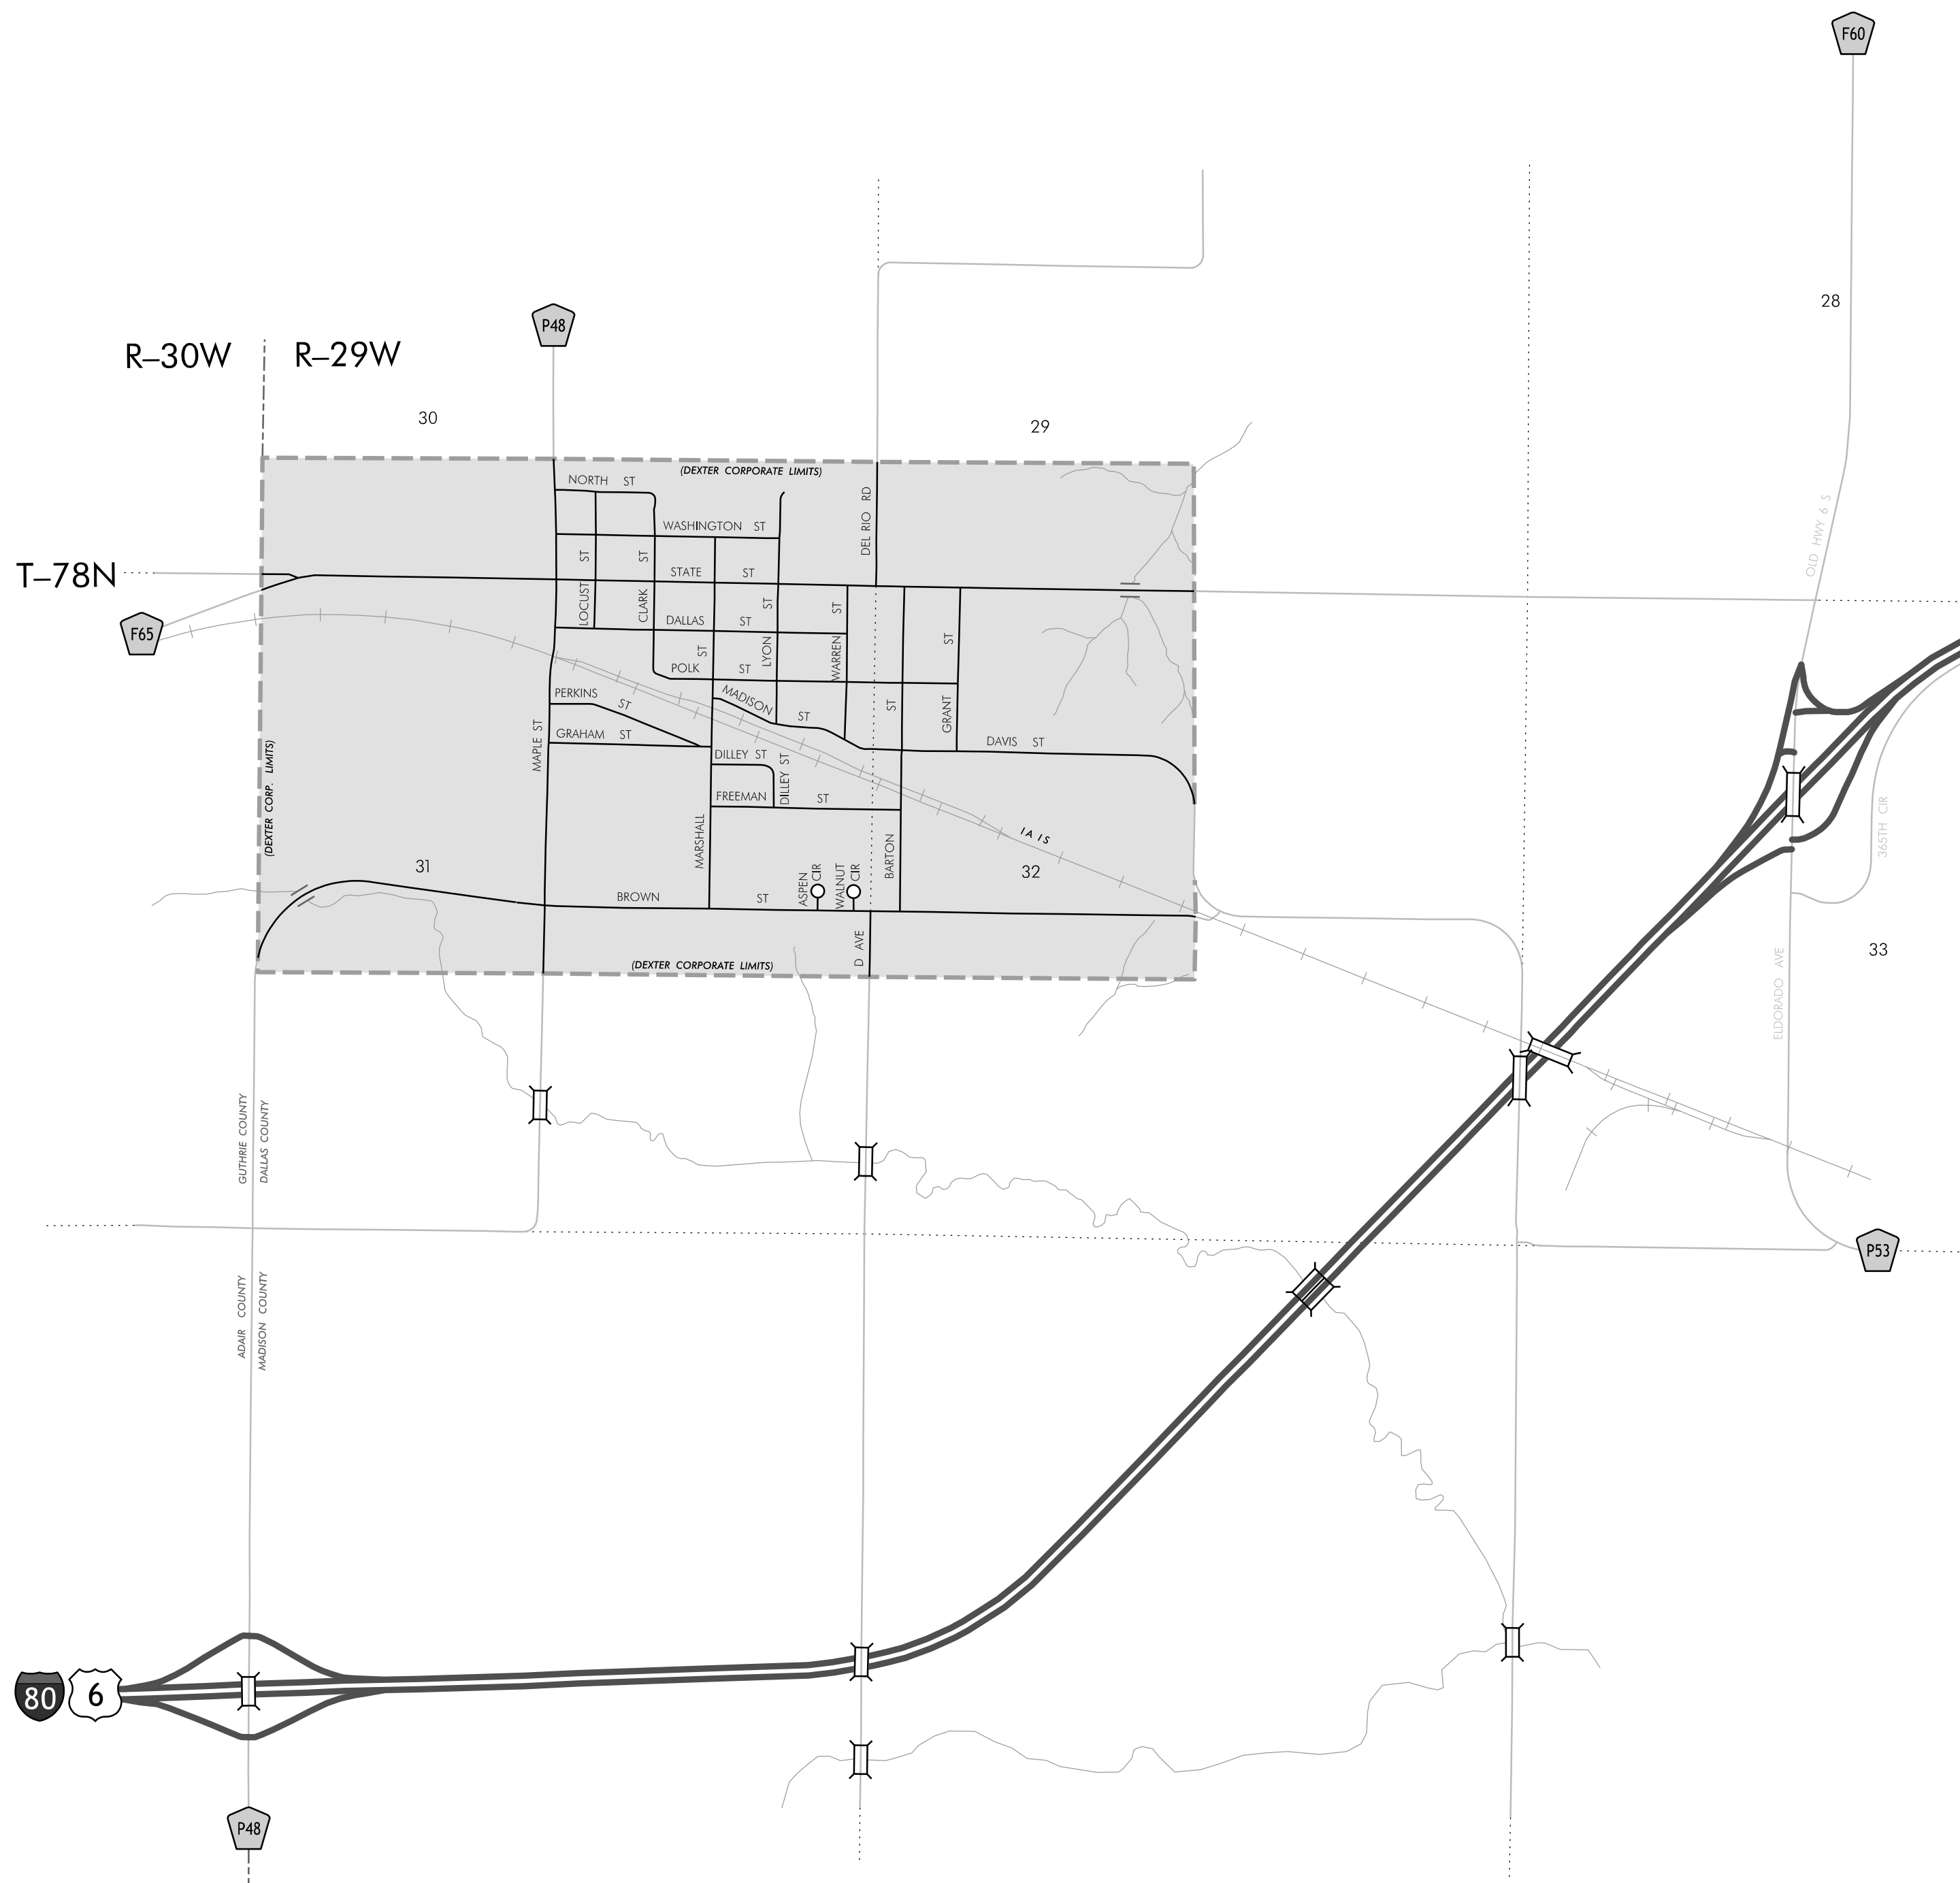 F60
28
P48
R–30W
R–29W
30
29
(DEXTER CORPORATE LIMITS)
NORTH ST
DEL RIO RD
OLD HWY 6 S
WASHINGTON ST
T–78N
STATE ST
LOCUST ST
CLARK ST
DALLAS ST
LYON ST
WARREN ST
F65
POLK ST
MARSHALL ST
MADISON ST
PERKINS ST
GRAHAM ST
MAPLE ST
BARTON ST
GRANT ST
DAVIS ST
DILLEY ST
DILLEY ST
FREEMAN ST
(DEXTER CORP. LIMITS)
IA IS
365TH CIR
31
32
ASPEN CIR
WALNUT CIR
BROWN ST
D AVE
33
ELDORADO AVE
(DEXTER CORPORATE LIMITS)
GUTHRIE COUNTY
DALLAS COUNTY
P53
ADAIR COUNTY
MADISON COUNTY
80
6
P48